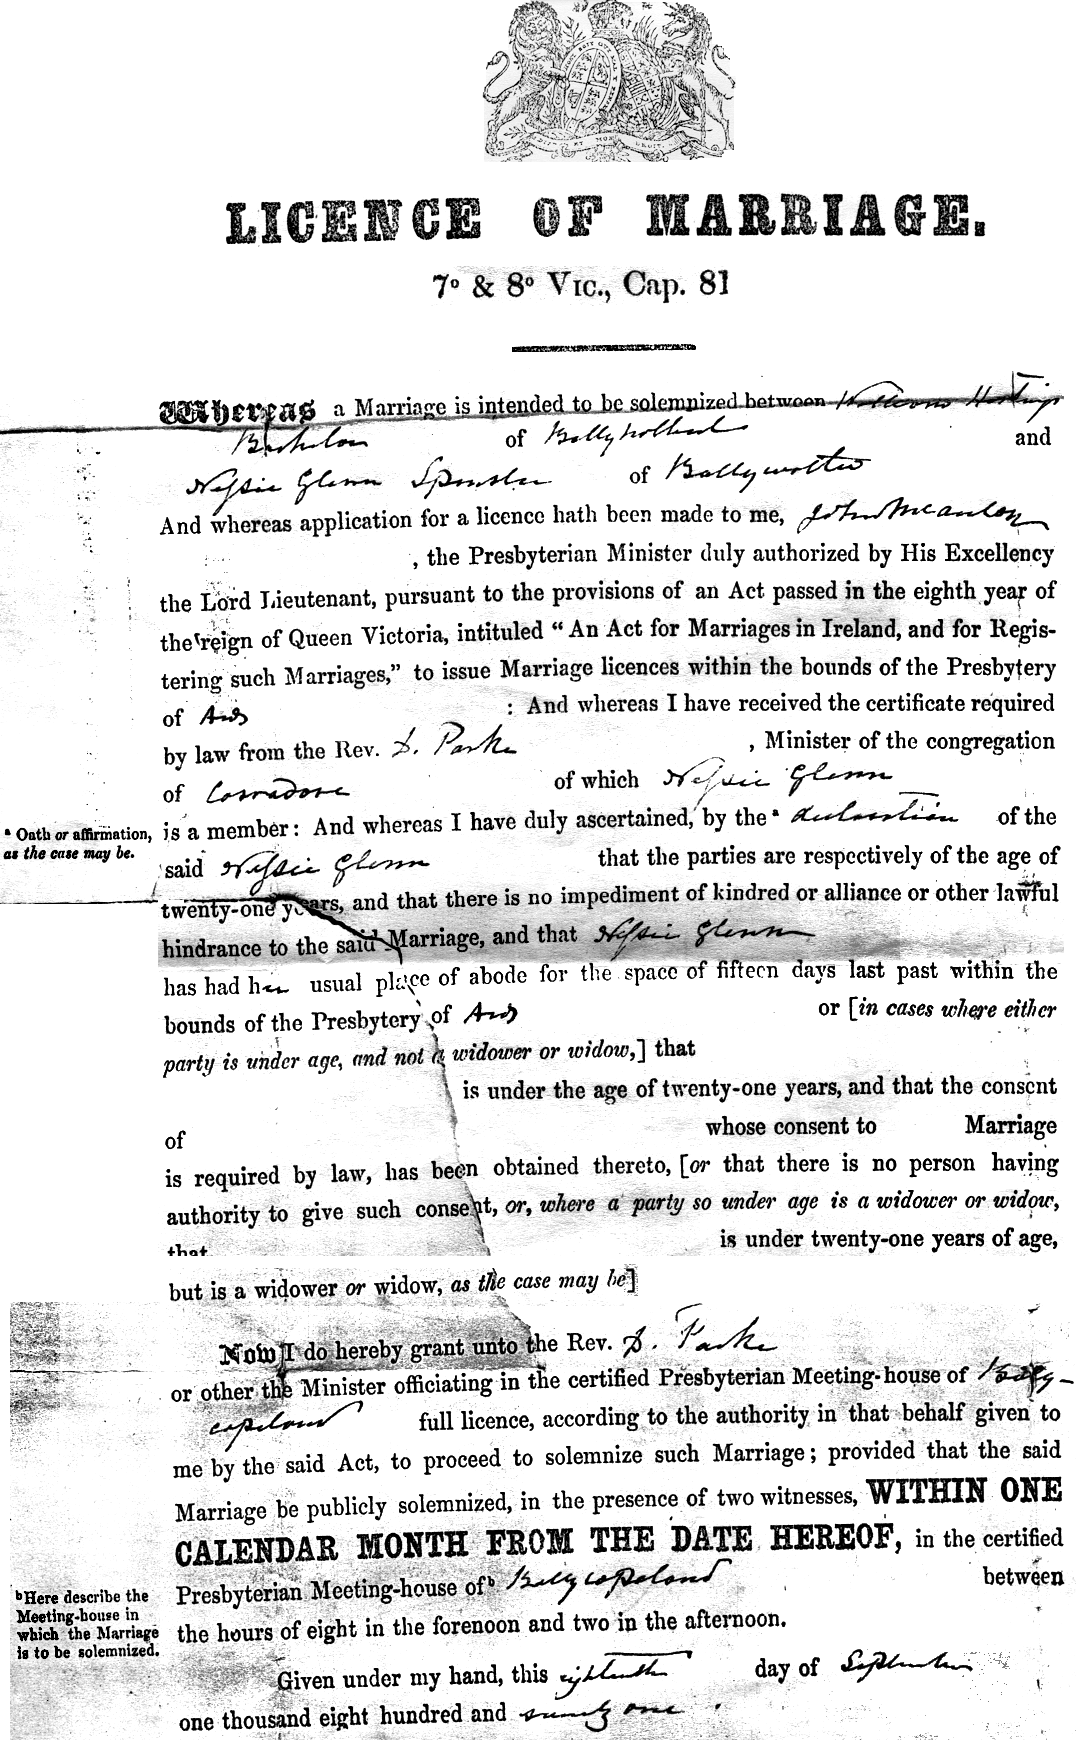 LICENCE OF MARRIAGE.
7º & 8º VIC., Cap. 81
Whereas a Marriage is intended to be solemnized between William Hastings
Bachelor of Ballyholland and
Nessie Glenn Spinster of Ballywalter
And whereas application for a licence hath been made to me, John McAuley
, the Presbyterian Minister duly authorized by His Excellency
the Lord Lieutenant, pursuant to the provisions of an Act passed in the eighth year of
the reign of Queen Victoria, intituled “An Act for Marriages in Ireland, and for Regis-
tering such Marriages,” to issue Marriage licences within the bounds of the Presbytery
of Ards : And whereas I have received the certificate required
by law from the Rev. D. Parke , Minister of the congregation
of Carradore of which Nessie Glenn
ª Oath or affirmation,
as the case may be.
is a member: And whereas I have duly ascertained, by the ª declaration of the
said Nessie Glenn that the parties are respectively of the age of
twenty-one years, and that there is no impediment of kindred or alliance or other lawful
hindrance to the said Marriage, and that Nessie Glenn
has had her usual place of abode for the space of fifteen days last past within the
bounds of the Presbytery of Ards or [in cases where either
party is under age, and not a widower or widow,] that
is under the age of twenty-one years, and that the consent
of whose consent to Marriage
is required by law, has been obtained thereto, [or that there is no person having
authority to give such consent, or, where a party so under age is a widower or widow,
that is under twenty-one years of age,
but is a widower or widow, as the case may be]
Now I do hereby grant unto the Rev. D. Parke
or other the Minister officiating in the certified Presbyterian Meeting-house of Bally-
copeland full licence, according to the authority in that behalf given to
me by the said Act, to proceed to solemnize such Marriage; provided that the said
Marriage be publicly solemnized, in the presence of two witnesses, WITHIN ONE
CALENDAR MONTH FROM THE DATE HEREOF, in the certified
Presbyterian Meeting-house of ᵇ Ballycopeland between
ᵇ Here describe the
Meeting-house in
which the Marriage
is to be solemnized.
the hours of eight in the forenoon and two in the afternoon.
Given under my hand, this eighteenth day of September
one thousand eight hundred and seventy one.